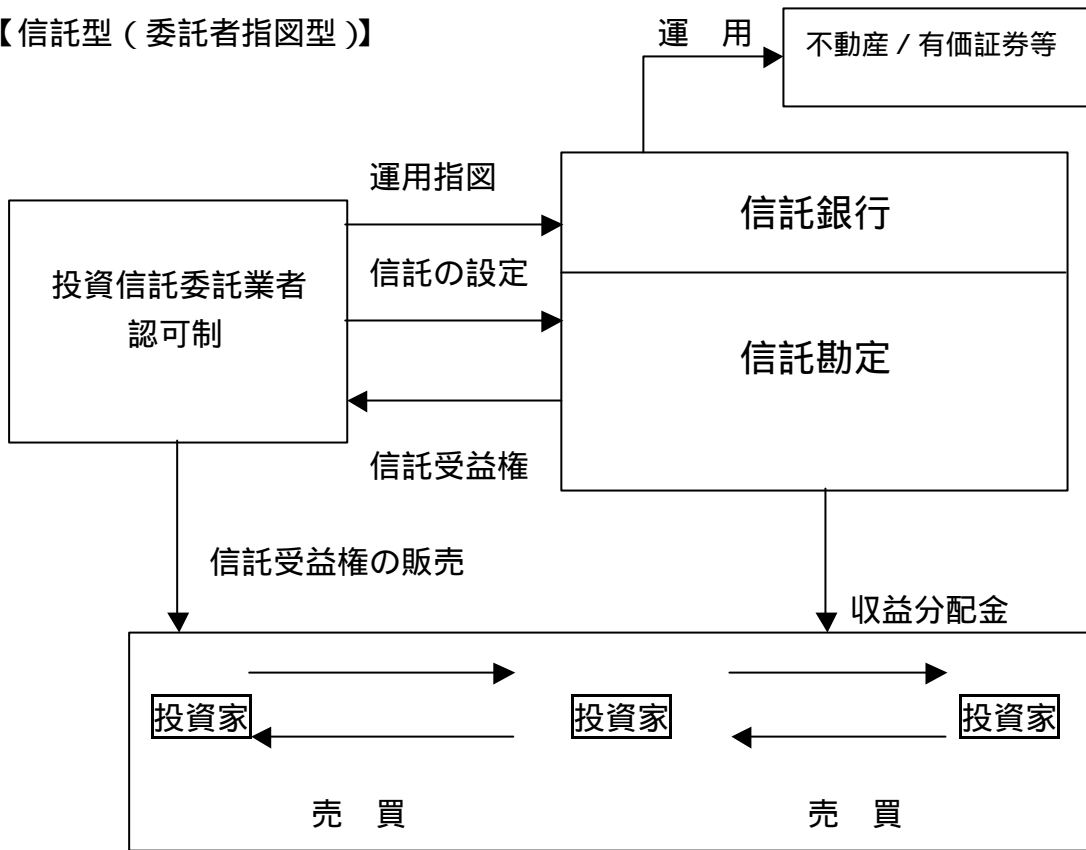 【信託型（委託者指図型）】
運　用
不動産/有価証券等
運用指図
信託銀行
投資信託委託業者
認可制
信託の設定
信託勘定
信託受益権
信託受益権の販売
収益分配金
投資家
投資家
投資家
売　買
売　買